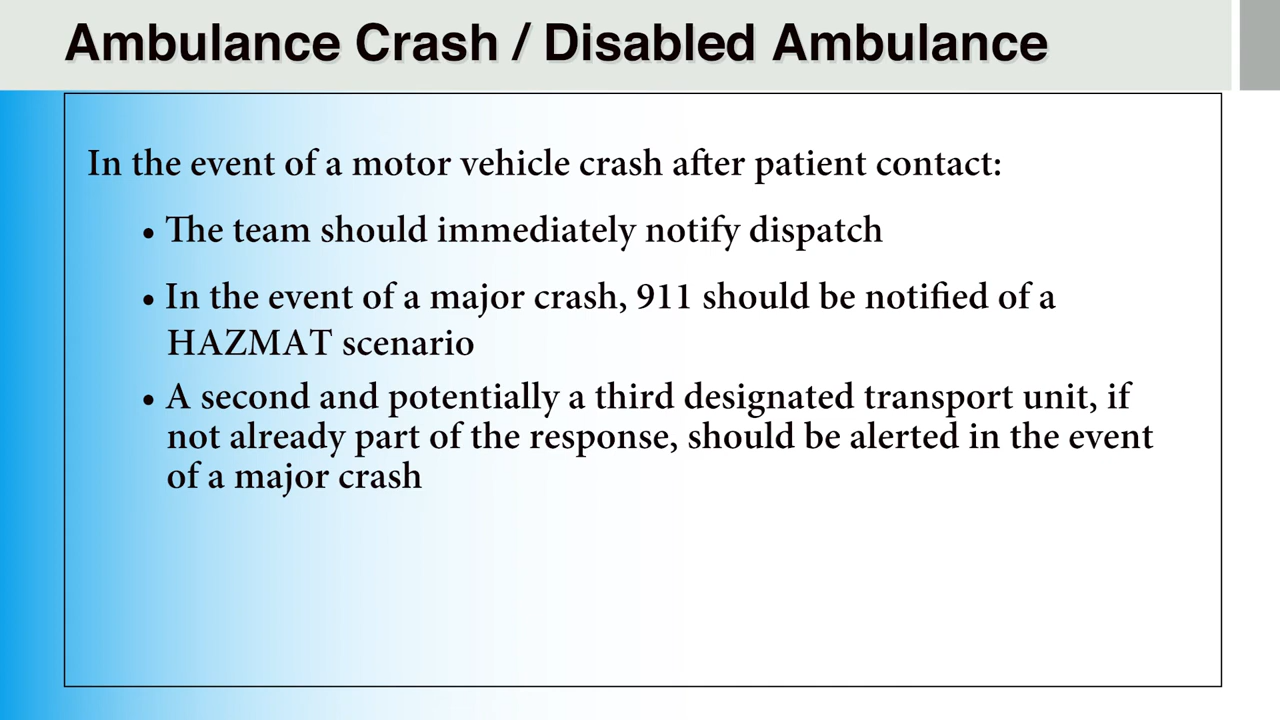 Ambulance Crash / Disabled Ambulance
In the event of a motor vehicle crash after patient contact:
• The team should immediately notify dispatch
• In the event of a major crash, 911 should be notified of a
HAZMAT scenario
• A second and potentially a third designated transport unit, if
not already part of the response, should be alerted in the event
of a major crash